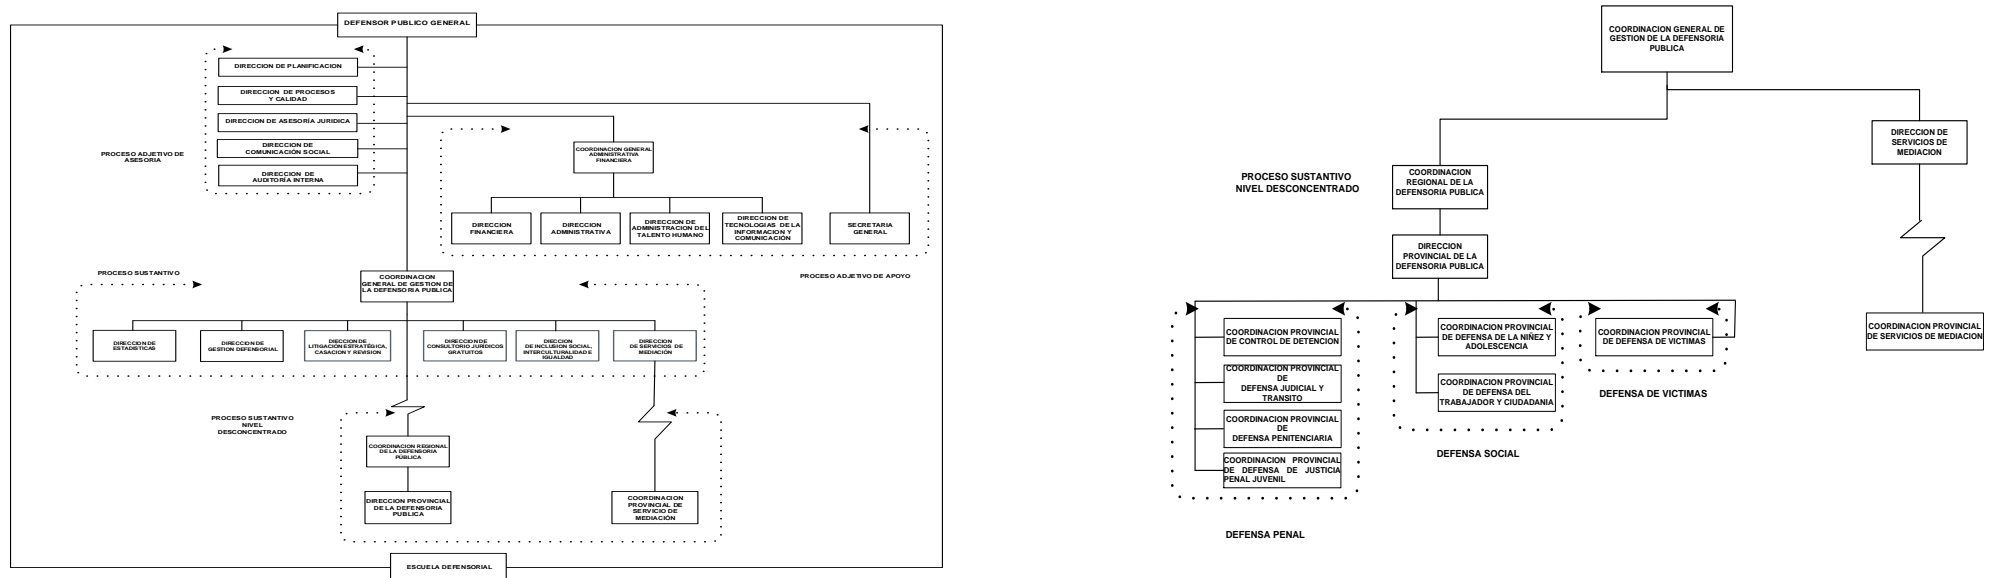 DEFENSOR PUBLICO GENERAL
DIRECCION DE PLANIFICACION
DIRECCION DE PROCESOS
Y CALIDAD
DIRECCION DE ASESORÍA JURIDICA
DIRECCION DE
COMUNICACIÓN SOCIAL
DIRECCION DE
AUDITORÍA INTERNA
PROCESO ADJETIVO DE
ASESORIA
COORDINACION GENERAL
ADMINISTRATIVA
FINANCIERA
DIRECCION
FINANCIERA
DIRECCION
ADMINISTRATIVA
DIRECCION DE
ADMINISTRACION DEL
TALENTO HUMANO
DIRECCION DE
TECNOLOGIAS DE LA
INFORMACION Y
COMUNICACIÓN
SECRETARIA
GENERAL
PROCESO ADJETIVO DE APOYO
PROCESO SUSTANTIVO
COORDINACION
GENERAL DE GESTION DE
LA DEFENSORIA PUBLICA
DIRECCION DE
ESTADISTICAS
DIRECCION DE
GESTION DEFENSORIAL
DIRECCION DE
LITIGACION ESTRATÉGICA,
CASACION Y REVISION
DIRECCION DE
CONSULTORIO JURÍDICOS
GRATUITOS
DIECCION
DE INCLUSION SOCIAL,
INTERCULTURALIDAD E
IGUALDAD
DIRECCION
DE SERVICIOS DE
MEDIACIÓN
PROCESO SUSTANTIVO
NIVEL
DESCONCENTRADO
COORDINACION REGIONAL
DE LA DEFENSORIA
PÚBLICA
DIRECCION PROVINCIAL
DE LA DEFENSORIA
PUBLICA
COORDINACION
PROVINCIAL DE
SERVICIO DE
MEDIACIÓN
ESCUELA DEFENSORIAL
COORDINACION GENERAL DE
GESTION DE LA DEFENSORIA
PUBLICA
DIRECCION DE
SERVICIOS DE
MEDIACION
PROCESO SUSTANTIVO
NIVEL DESCONCENTRADO
COORDINACION
REGIONAL DE LA
DEFENSORIA PUBLICA
DIRECCION
PROVINCIAL DE LA
DEFENSORIA PUBLICA
COORDINACION PROVINCIAL
DE CONTROL DE DETENCION
COORDINACION PROVINCIAL
DE
DEFENSA JUDICIAL Y
TRANSITO
COORDINACION PROVINCIAL
DE
DEFENSA PENITENCIARIA
COORDINACION PROVINCIAL
DE DEFENSA DE JUSTICIA
PENAL JUVENIL
DEFENSA PENAL
COORDINACION PROVINCIAL
DE DEFENSA DE LA NIÑEZ Y
ADOLESCENCIA
COORDINACION PROVINCIAL
DE DEFENSA DEL
TRABAJADOR Y CIUDADANIA
DEFENSA SOCIAL
COORDINACION PROVINCIAL
DE DEFENSA DE VICTIMAS
DEFENSA DE VICTIMAS
COORDINACION PROVINCIAL
DE SERVICIOS DE MEDIACION